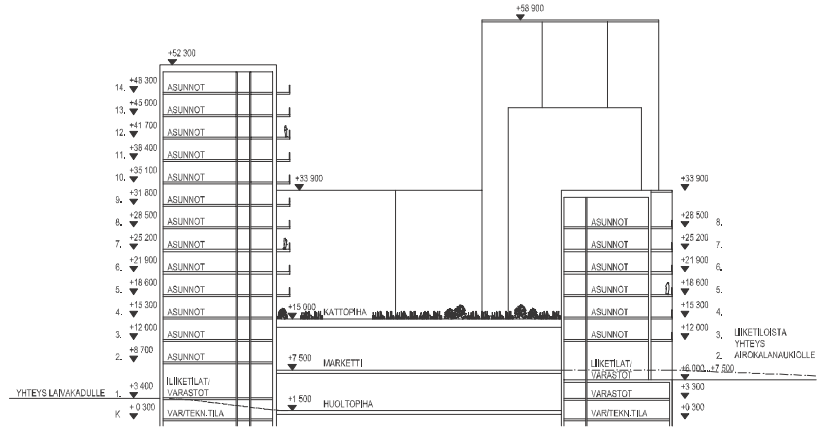 +58 900
+52 300
14. +48 300 ASUNNOT
13. +45 000 ASUNNOT
12. +41 700 ASUNNOT
11. +38 400 ASUNNOT
10. +35 100 ASUNNOT
+33 900
+33 900
9. +31 800 ASUNNOT
8. +28 500 ASUNNOT
ASUNNOT +28 500 8.
7. +25 200 ASUNNOT
ASUNNOT +25 200 7.
6. +21 900 ASUNNOT
ASUNNOT +21 900 6.
5. +18 600 ASUNNOT
ASUNNOT +18 600 5.
4. +15 300 ASUNNOT
+15 000 KATTOPIHA
ASUNNOT +15 300 4.
3. +12 000 ASUNNOT
ASUNNOT +12 000 3.
LIIKETILOISTA
YHTEYS
2. AIROKALANAUKIOLLE
2. +8 700 ASUNNOT
+7 500 MARKETTI
LIIKETILAT/
VARASTOT
+6 000 +7 500
YHTEYS LAIVAKADULLE 1. +3 400
LIIKETILAT/
VARASTOT
+1 500 HUOLTOPIHA
VARASTOT +3 300
K +0 300 VAR/TEKN.TILA
VAR/TEKN.TILA +0 300